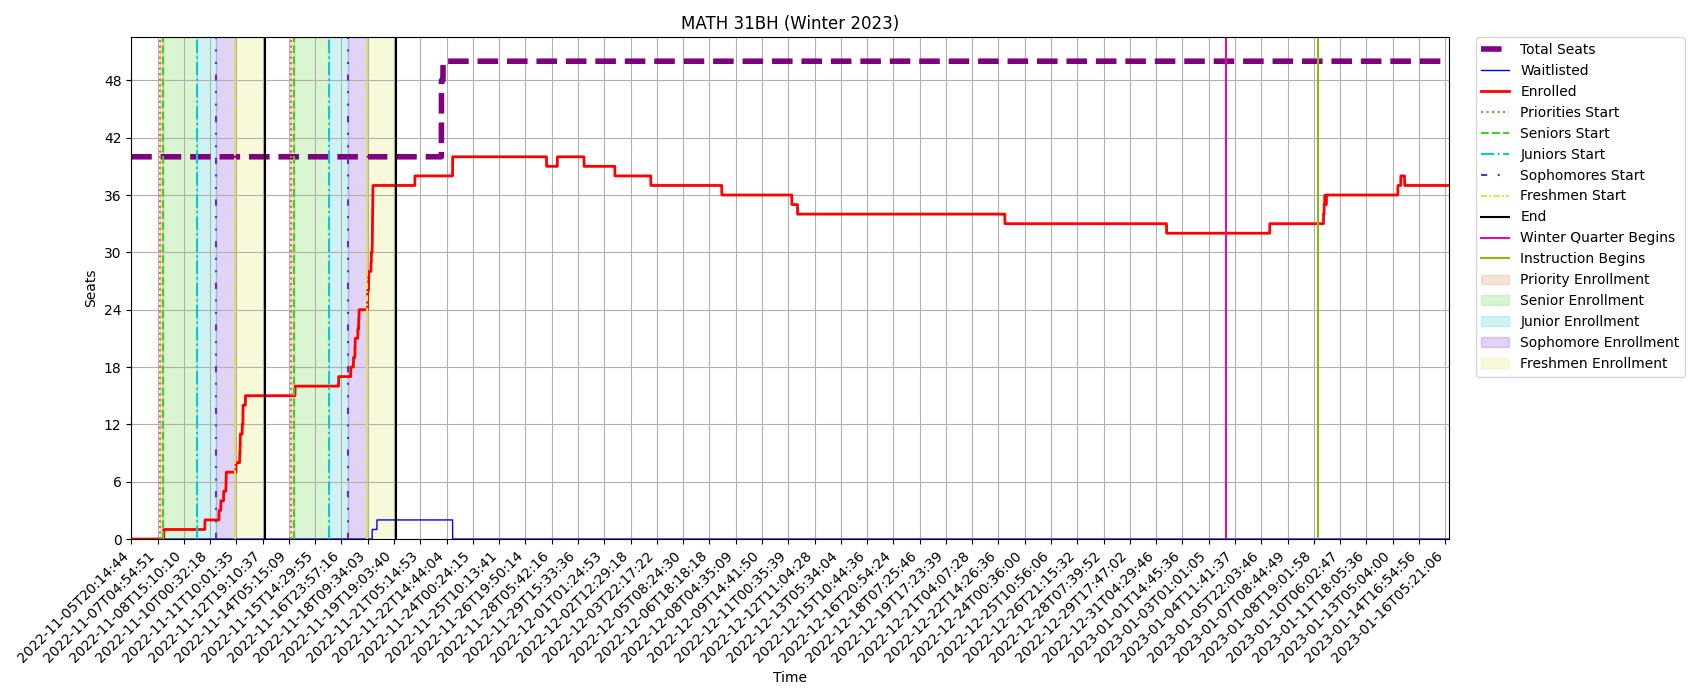 MATH 31BH (Winter 2023)
Total Seats
Waitlisted
Enrolled
Priorities Start
Seniors Start
Juniors Start
Sophomores Start
Freshmen Start
End
Winter Quarter Begins
Instruction Begins
Priority Enrollment
Senior Enrollment
Junior Enrollment
Sophomore Enrollment
Freshmen Enrollment
Seats
48
42
36
30
24
18
12
6
0
2022-11-05T20:14:44
2022-11-07T04:54:51
2022-11-08T15:10:10
2022-11-10T00:32:18
2022-11-11T10:01:35
2022-11-12T19:10:37
2022-11-14T05:15:09
2022-11-15T14:29:55
2022-11-16T23:57:16
2022-11-18T09:34:03
2022-11-19T19:03:40
2022-11-21T05:14:53
2022-11-22T14:44:04
2022-11-24T00:24:15
2022-11-25T10:13:41
2022-11-26T19:50:14
2022-11-28T05:42:16
2022-11-29T15:33:36
2022-12-01T01:24:53
2022-12-02T12:29:18
2022-12-03T22:17:22
2022-12-05T08:24:30
2022-12-06T18:18:18
2022-12-08T04:35:09
2022-12-09T14:41:50
2022-12-11T00:35:39
2022-12-12T11:04:28
2022-12-13T05:34:04
2022-12-15T10:44:36
2022-12-16T20:54:24
2022-12-18T07:25:46
2022-12-19T17:23:39
2022-12-21T04:07:28
2022-12-22T14:26:36
2022-12-24T00:36:00
2022-12-25T10:56:06
2022-12-26T21:15:32
2022-12-28T07:39:52
2022-12-29T17:47:02
2022-12-31T04:29:46
2023-01-01T14:45:36
2023-01-03T01:01:05
2023-01-04T11:41:37
2023-01-05T22:03:46
2023-01-07T08:44:49
2023-01-08T19:01:58
2023-01-10T06:02:47
2023-01-11T18:05:36
2023-01-13T05:04:00
2023-01-14T16:54:56
2023-01-16T05:21:06
Time